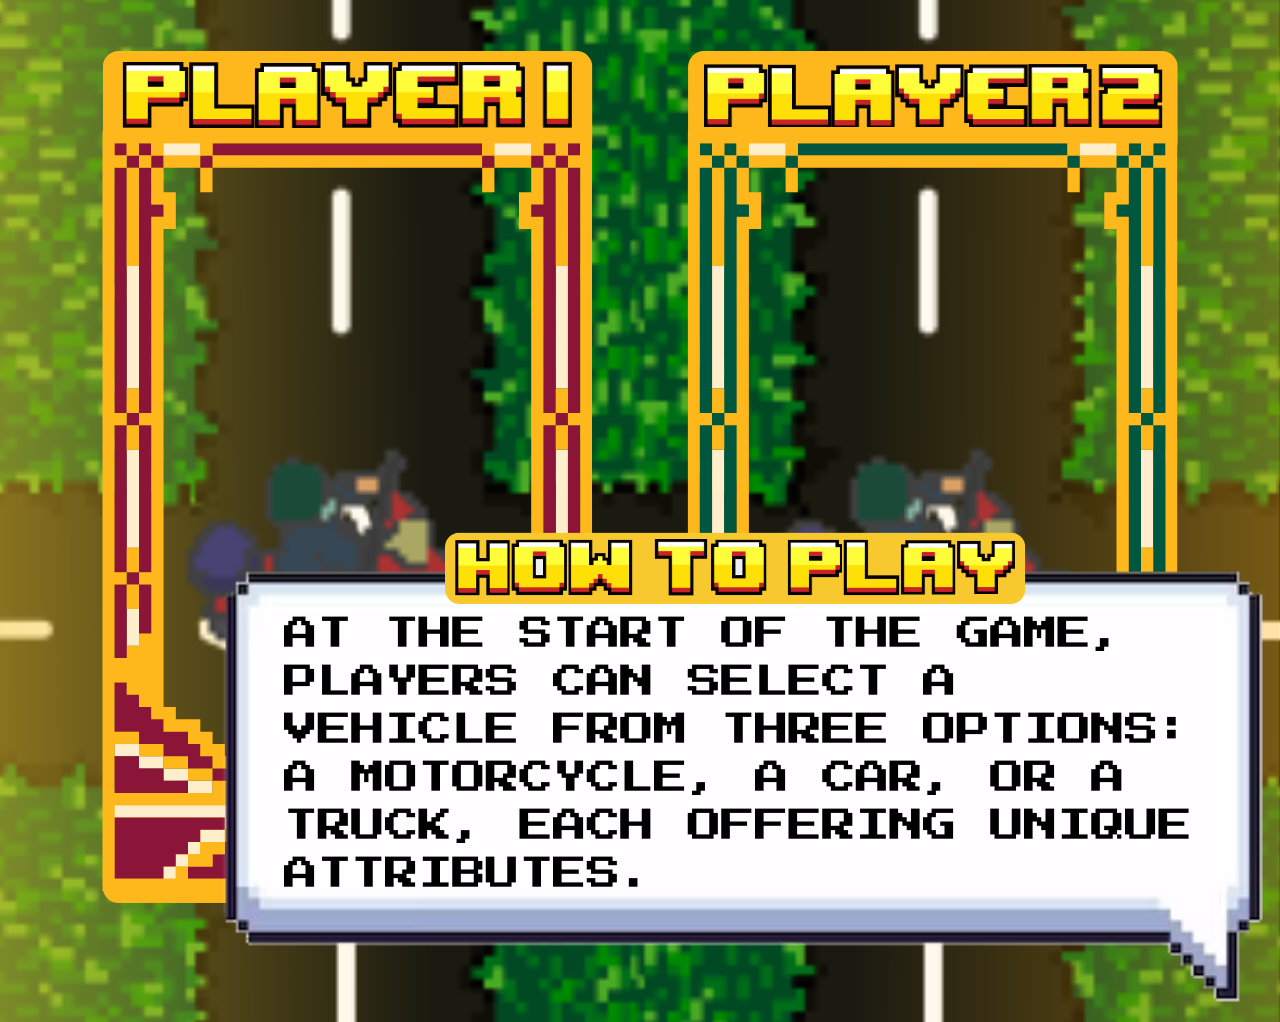 PLAYER 1
PLAYER 2
HOW TO PLAY
AT THE START OF THE GAME,
PLAYERS CAN SELECT A
VEHICLE FROM THREE OPTIONS:
A MOTORCYCLE, A CAR, OR A
TRUCK, EACH OFFERING UNIQUE
ATTRIBUTES.